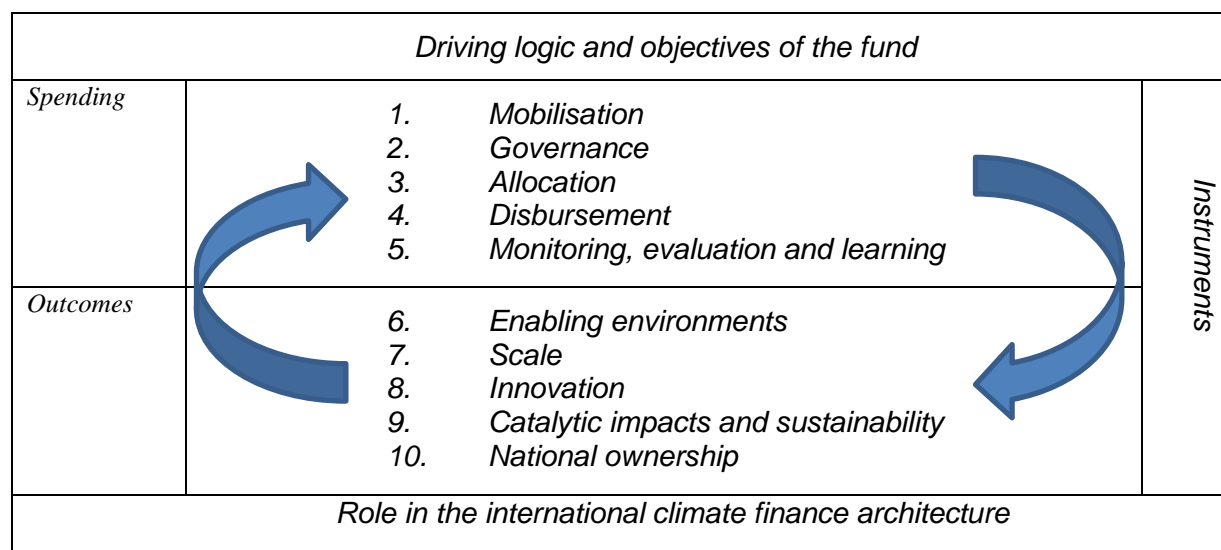 Driving logic and objectives of the fund
Spending
1. Mobilisation
2. Governance
3. Allocation
4. Disbursement
5. Monitoring, evaluation and learning
Instruments
Outcomes
6. Enabling environments
7. Scale
8. Innovation
9. Catalytic impacts and sustainability
10. National ownership
Role in the international climate finance architecture